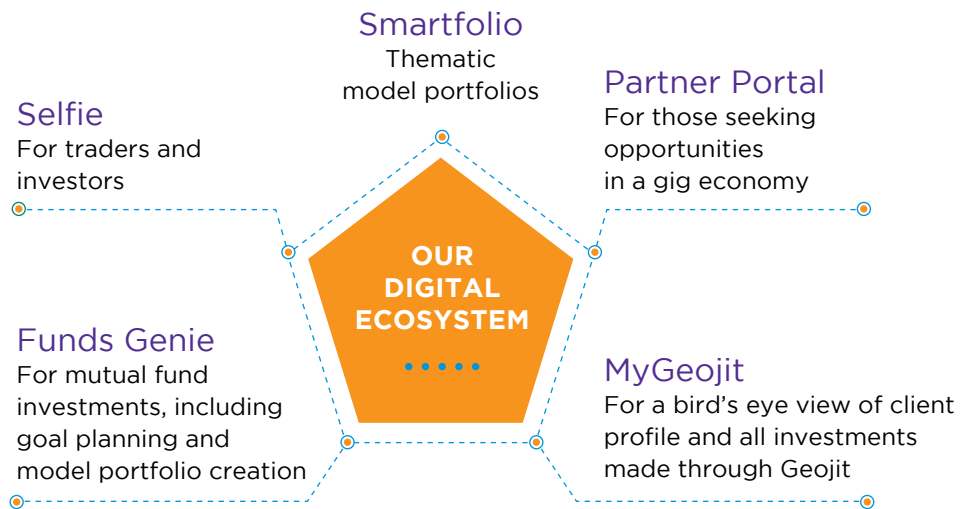 Smartfolio
Thematic
model portfolios
Selfie
For traders and
investors
Partner Portal
For those seeking
opportunities
in a gig economy
OUR
DIGITAL
ECOSYSTEM
Funds Genie
For mutual fund
investments, including
goal planning and
model portfolio creation
MyGeojit
For a bird’s eye view of client
profile and all investments
made through Geojit